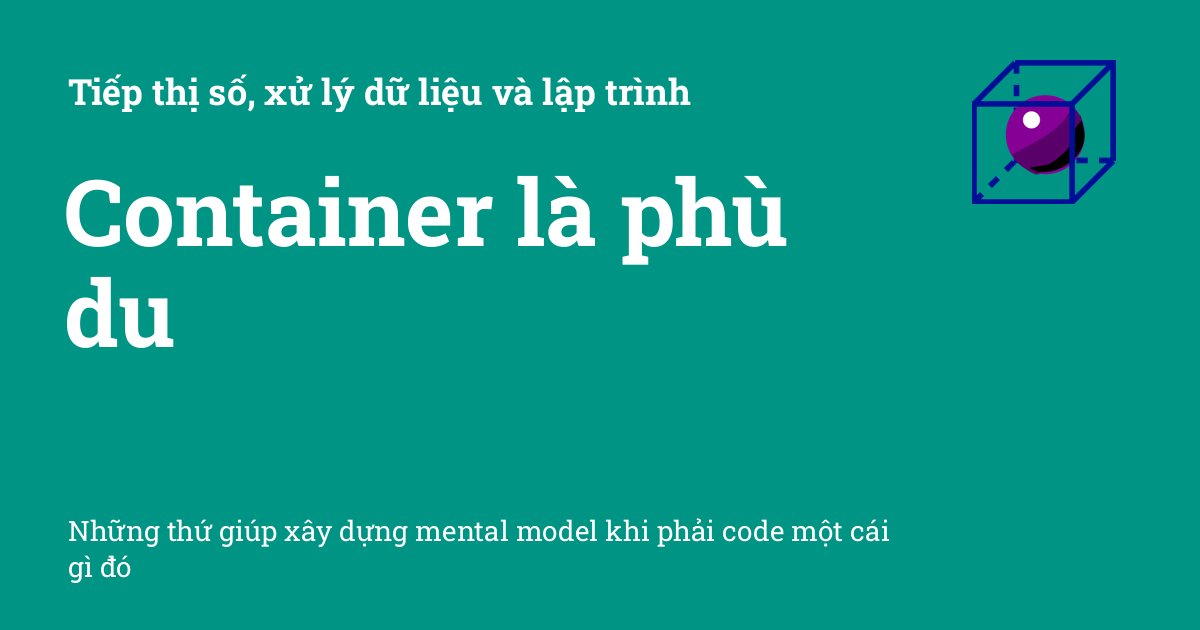 Tiếp thị số, xử lý dữ liệu và lập trình
Container là phù
du
Những thứ giúp xây dựng mental model khi phải code một cái
gì đó